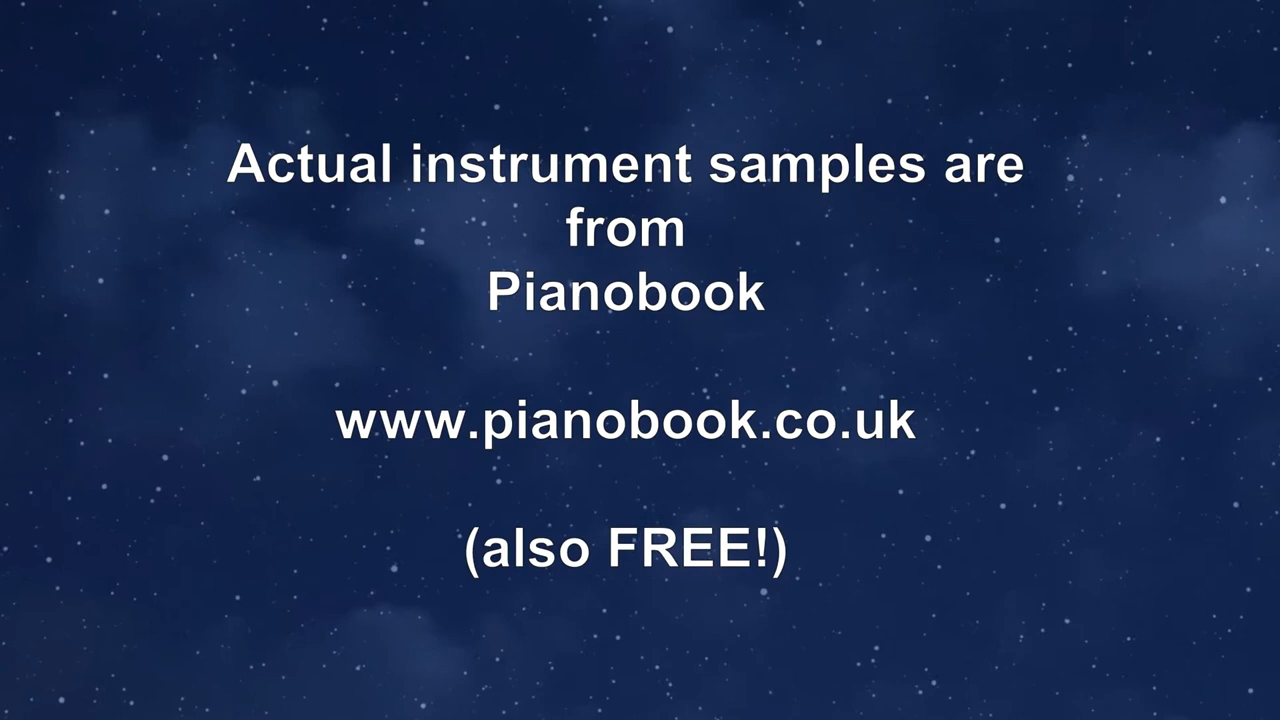 Actual instrument samples are
from
Pianobook
www.pianobook.co.uk
(also FREE!)